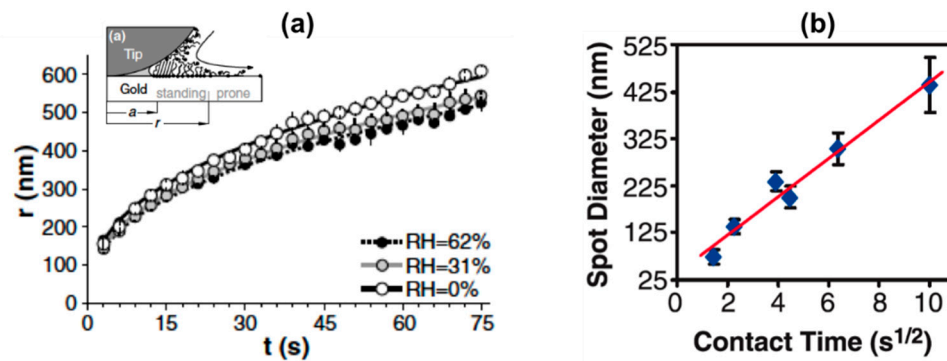 (a)
(b)
(a)
Tip
Gold standing prone
a
r
600
500
400
300
200
100
0
r (nm)
RH=62%
RH=31%
RH=0%
0 15 30 45 60 75
t (s)
525
425
325
225
125
25
Spot Diameter (nm)
0 2 4 6 8 10
Contact Time (s1/2)